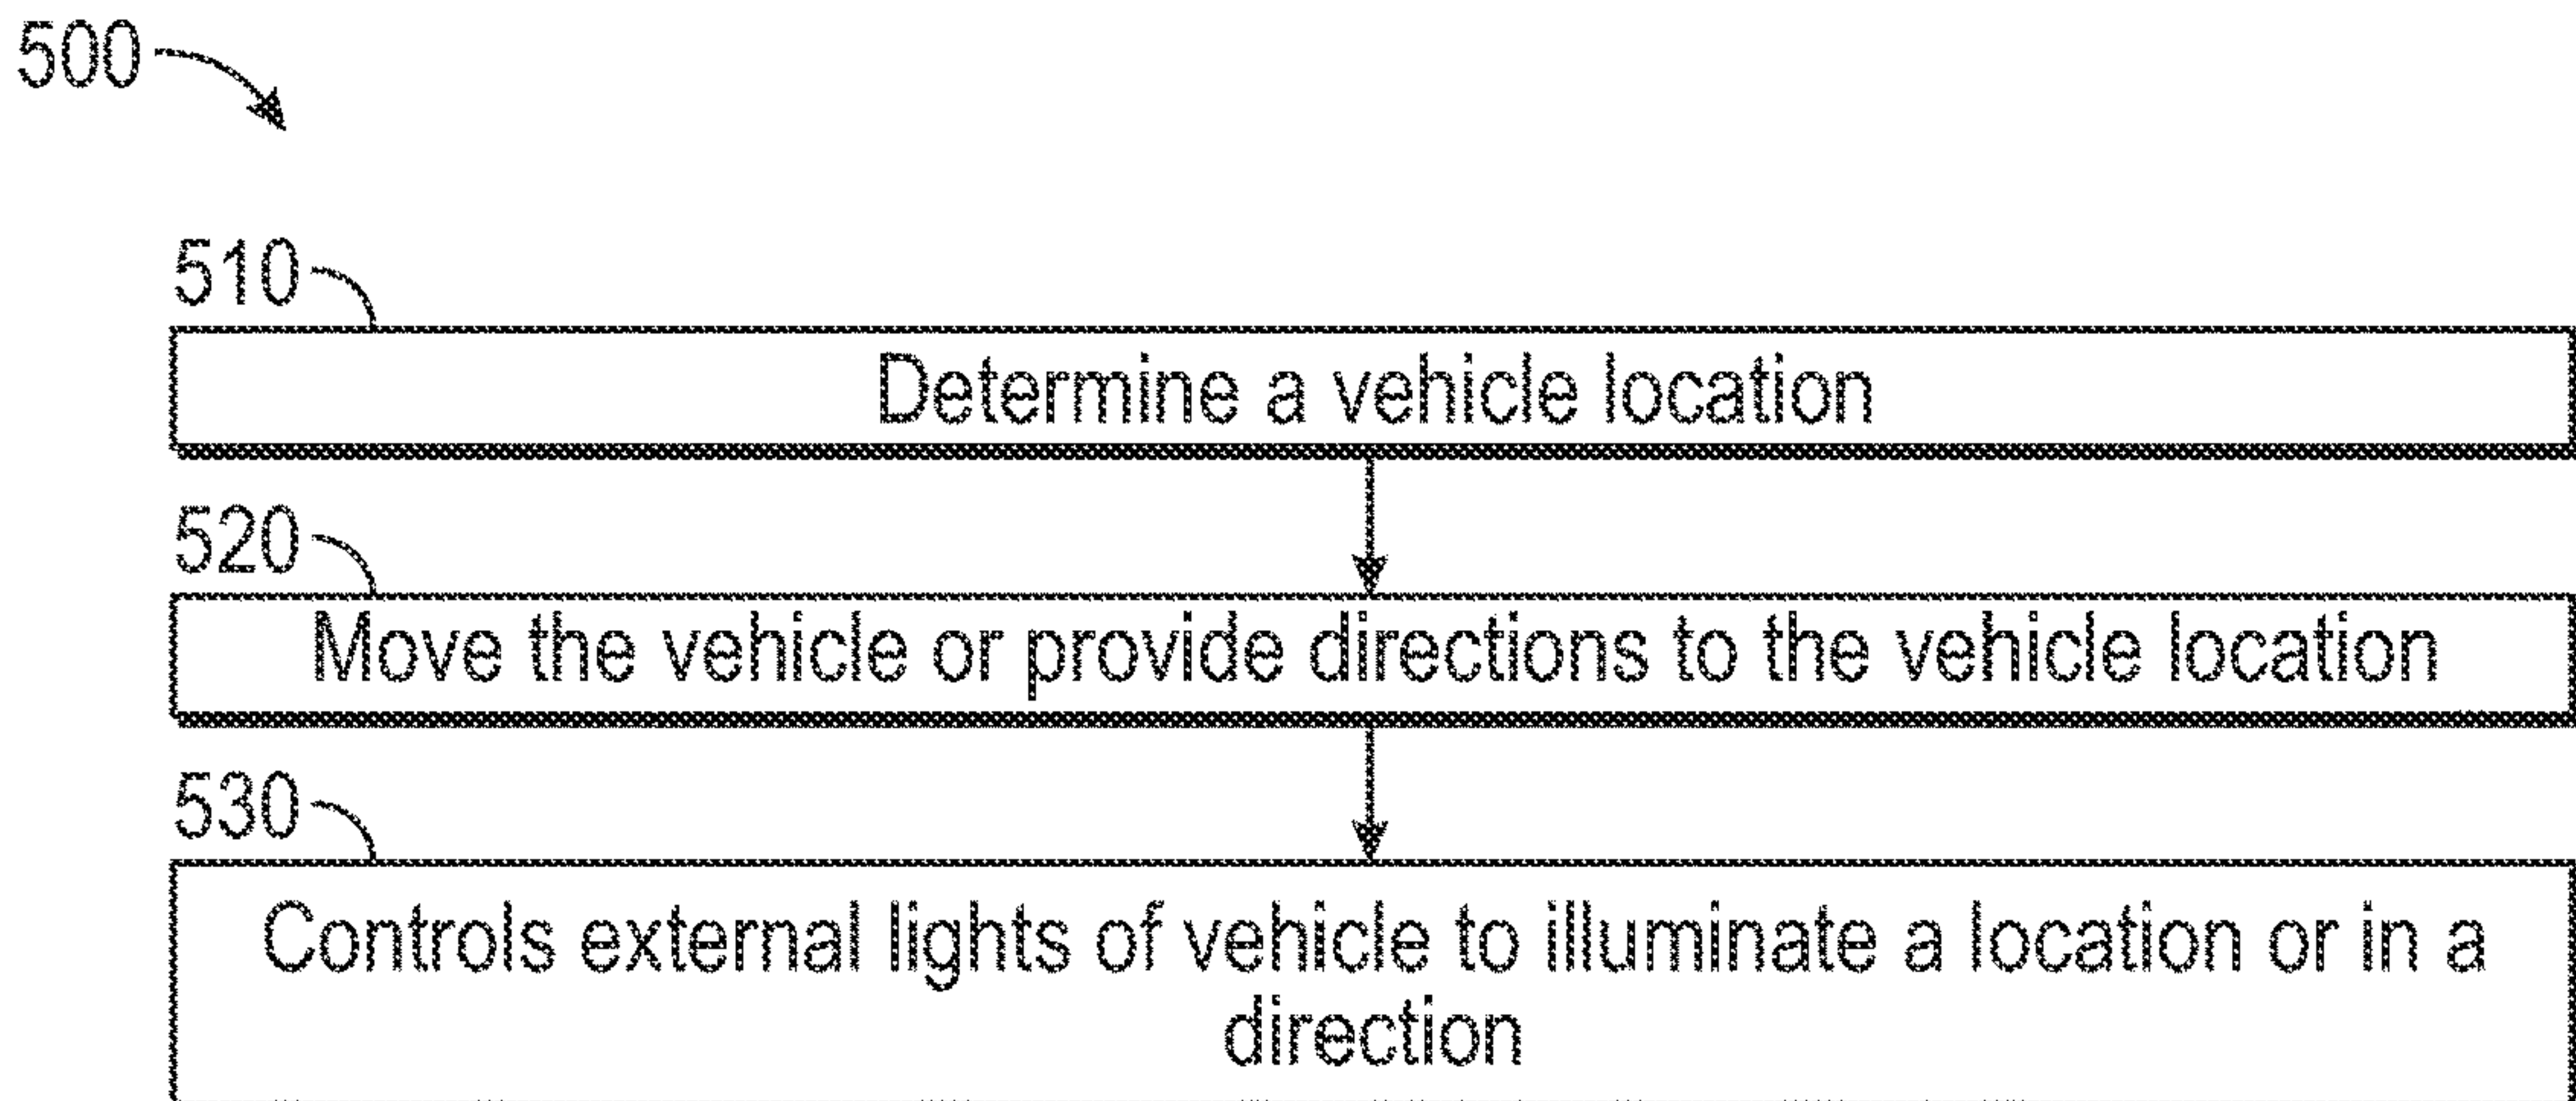 500
510
Determine a vehicle location
520
Move the vehicle or provide directions to the vehicle location
530
Controls external lights of vehicle to illuminate a location or in a
direction